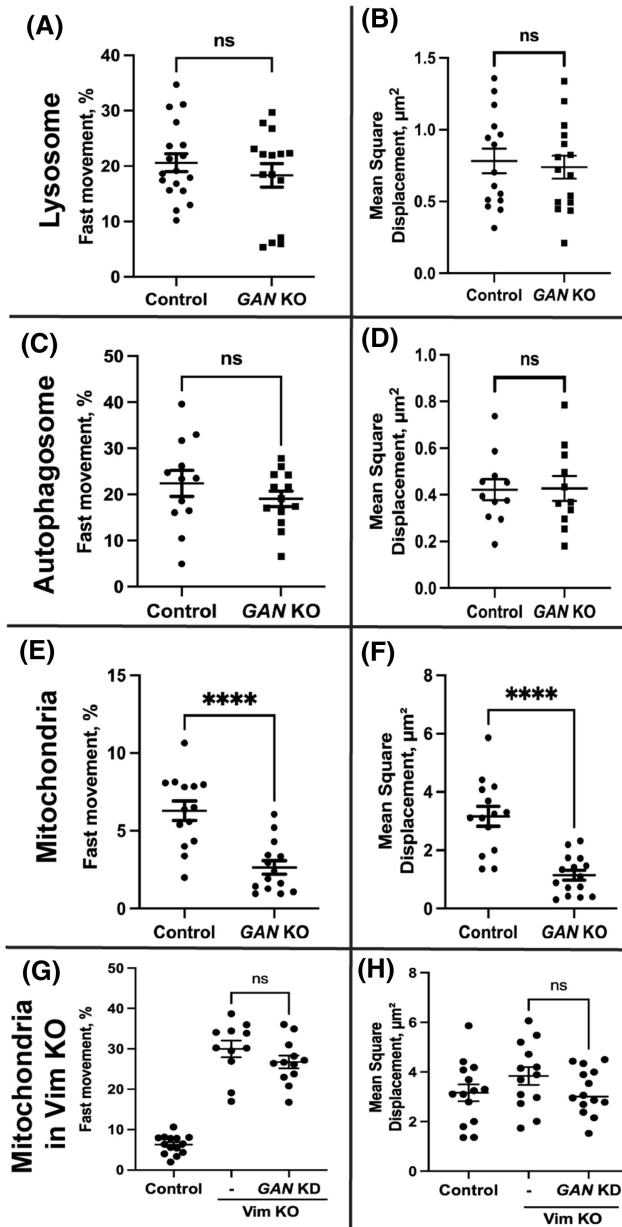 (A)
ns
Lysosome
Fast movement, %
40
30
20
10
0
Control GAN KO
(B)
ns
Mean Square
Displacement, µm²
1.5
1.0
0.5
0.0
Control GAN KO
(C)
ns
Autophagosome
Fast movement, %
50
40
30
20
10
0
Control GAN KO
(D)
ns
Mean Square
Displacement, µm²
1.0
0.8
0.6
0.4
0.2
0.0
Control GAN KO
(E)
****
Mitochondria
Fast movement, %
15
10
5
0
Control GAN KO
(F)
****
Mean Square
Displacement, µm²
8
6
4
2
0
Control GAN KO
(G)
ns
Mitochondria
in Vim KO
Fast movement, %
50
40
30
20
10
0
Control - GAN KD
Vim KO
(H)
ns
Mean Square
Displacement, µm²
8
6
4
2
0
Control - GAN KD
Vim KO